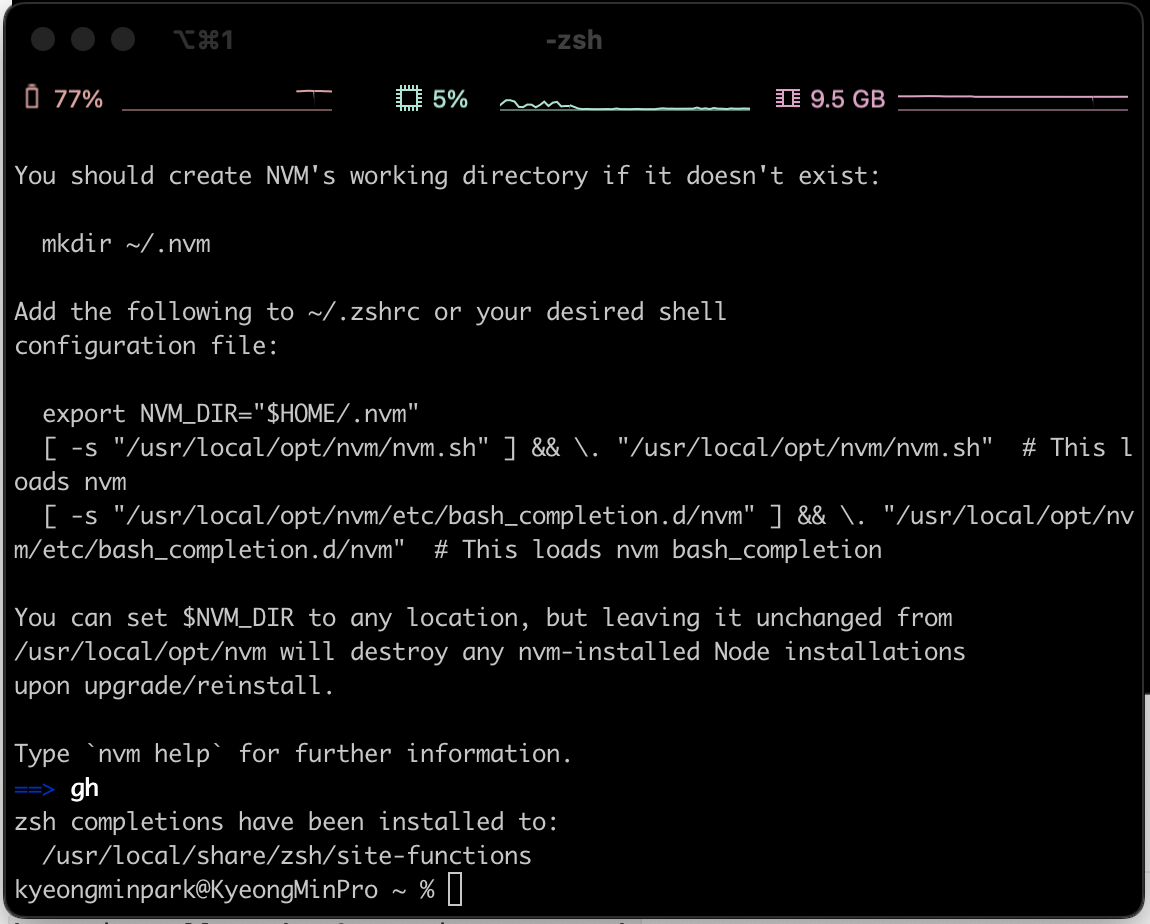 ⌥⌘1
-zsh
77%
5%
9.5 GB
You should create NVM's working directory if it doesn't exist:
mkdir ~/.nvm
Add the following to ~/.zshrc or your desired shell
configuration file:
export NVM_DIR="$HOME/.nvm"
[ -s "/usr/local/opt/nvm/nvm.sh" ] && \. "/usr/local/opt/nvm/nvm.sh"  # This l
oads nvm
[ -s "/usr/local/opt/nvm/etc/bash_completion.d/nvm" ] && \. "/usr/local/opt/nv
m/etc/bash_completion.d/nvm"  # This loads nvm bash_completion
You can set $NVM_DIR to any location, but leaving it unchanged from
/usr/local/opt/nvm will destroy any nvm-installed Node installations
upon upgrade/reinstall.
Type `nvm help` for further information.
==> gh
zsh completions have been installed to:
/usr/local/share/zsh/site-functions
kyeongminpark@KyeongMinPro ~ %